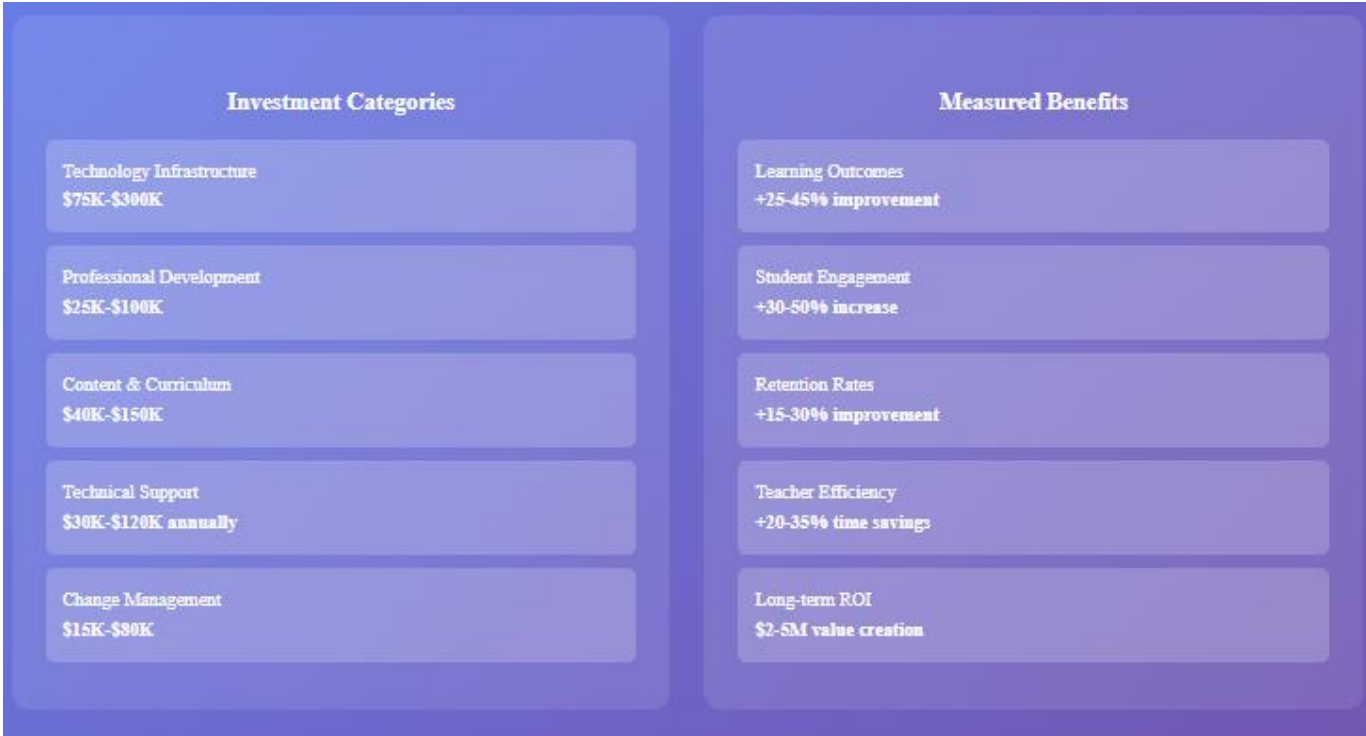 Investment Categories
Technology Infrastructure
$75K-$300K
Professional Development
$25K-$100K
Content & Curriculum
$40K-$150K
Technical Support
$30K-$120K annually
Change Management
$15K-$80K
Measured Benefits
Learning Outcomes
+25-45% improvement
Student Engagement
+30-50% increase
Retention Rates
+15-30% improvement
Teacher Efficiency
+20-35% time savings
Long-term ROI
$2-5M value creation